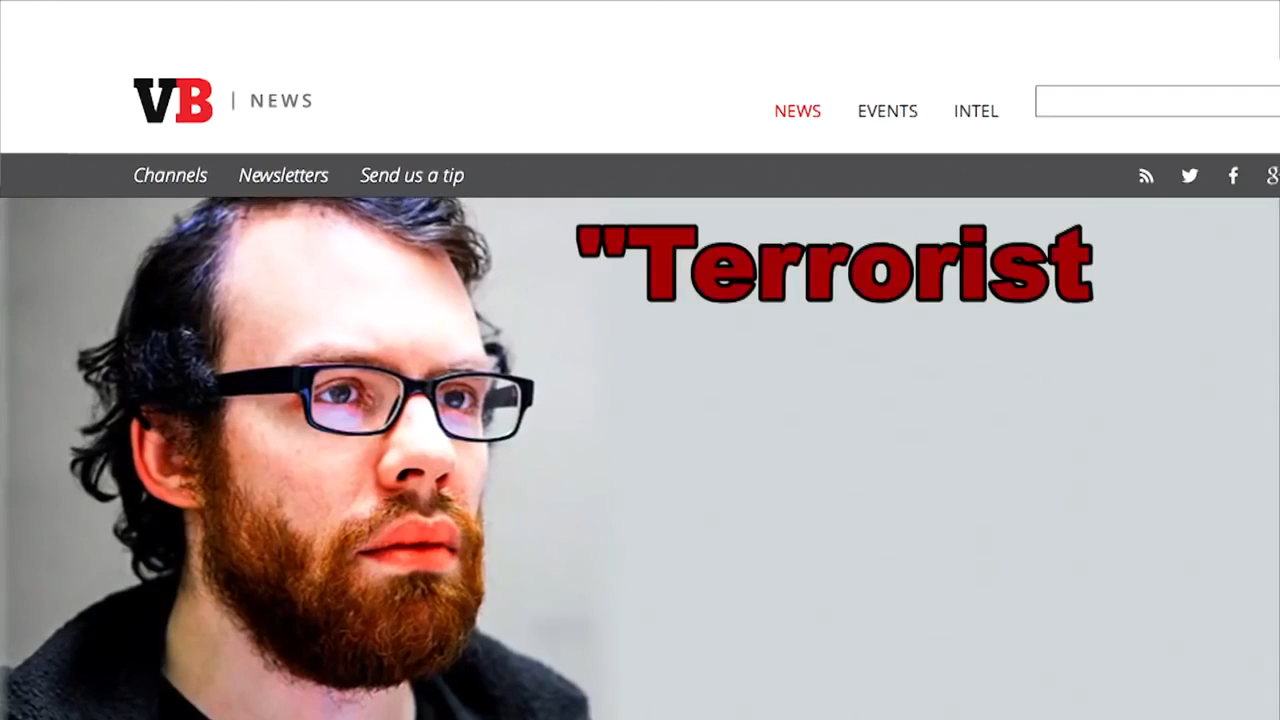 VB | NEWS
NEWS EVENTS INTEL
Channels Newsletters Send us a tip
"Terrorist